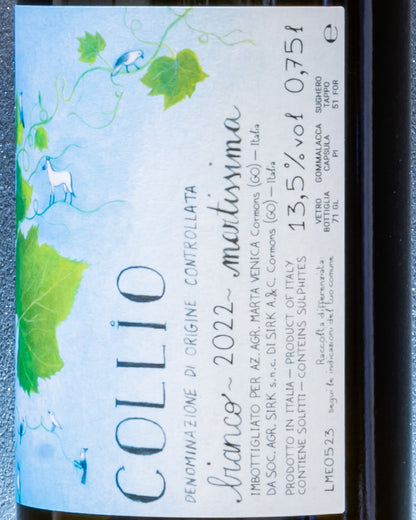 COLLIO
DENOMINAZIONE DI ORIGINE CONTROLLATA
bianco ~ 2022 ~ martissima
IMBOTTIGLIATO PER AZ. AGR. MARTA VENICA Cormons (GO) – Italia
DA SOC. AGR. SIRK s.n.c. DI SIRK A.&C. Cormons (GO) – Italia
PRODOTTO IN ITALIA – PRODUCT OF ITALY
CONTIENE SOLFITI – CONTEINS SULPHITES
13,5% vol 0,75 l
LME0523
Raccolta differenziata:
segui le indicazioni del tuo comune
VETRO
BOTTIGLIA
71 GL
GOMMALACCA
CAPSULA
PI
SUGHERO
TAPPO
51 FOR
e